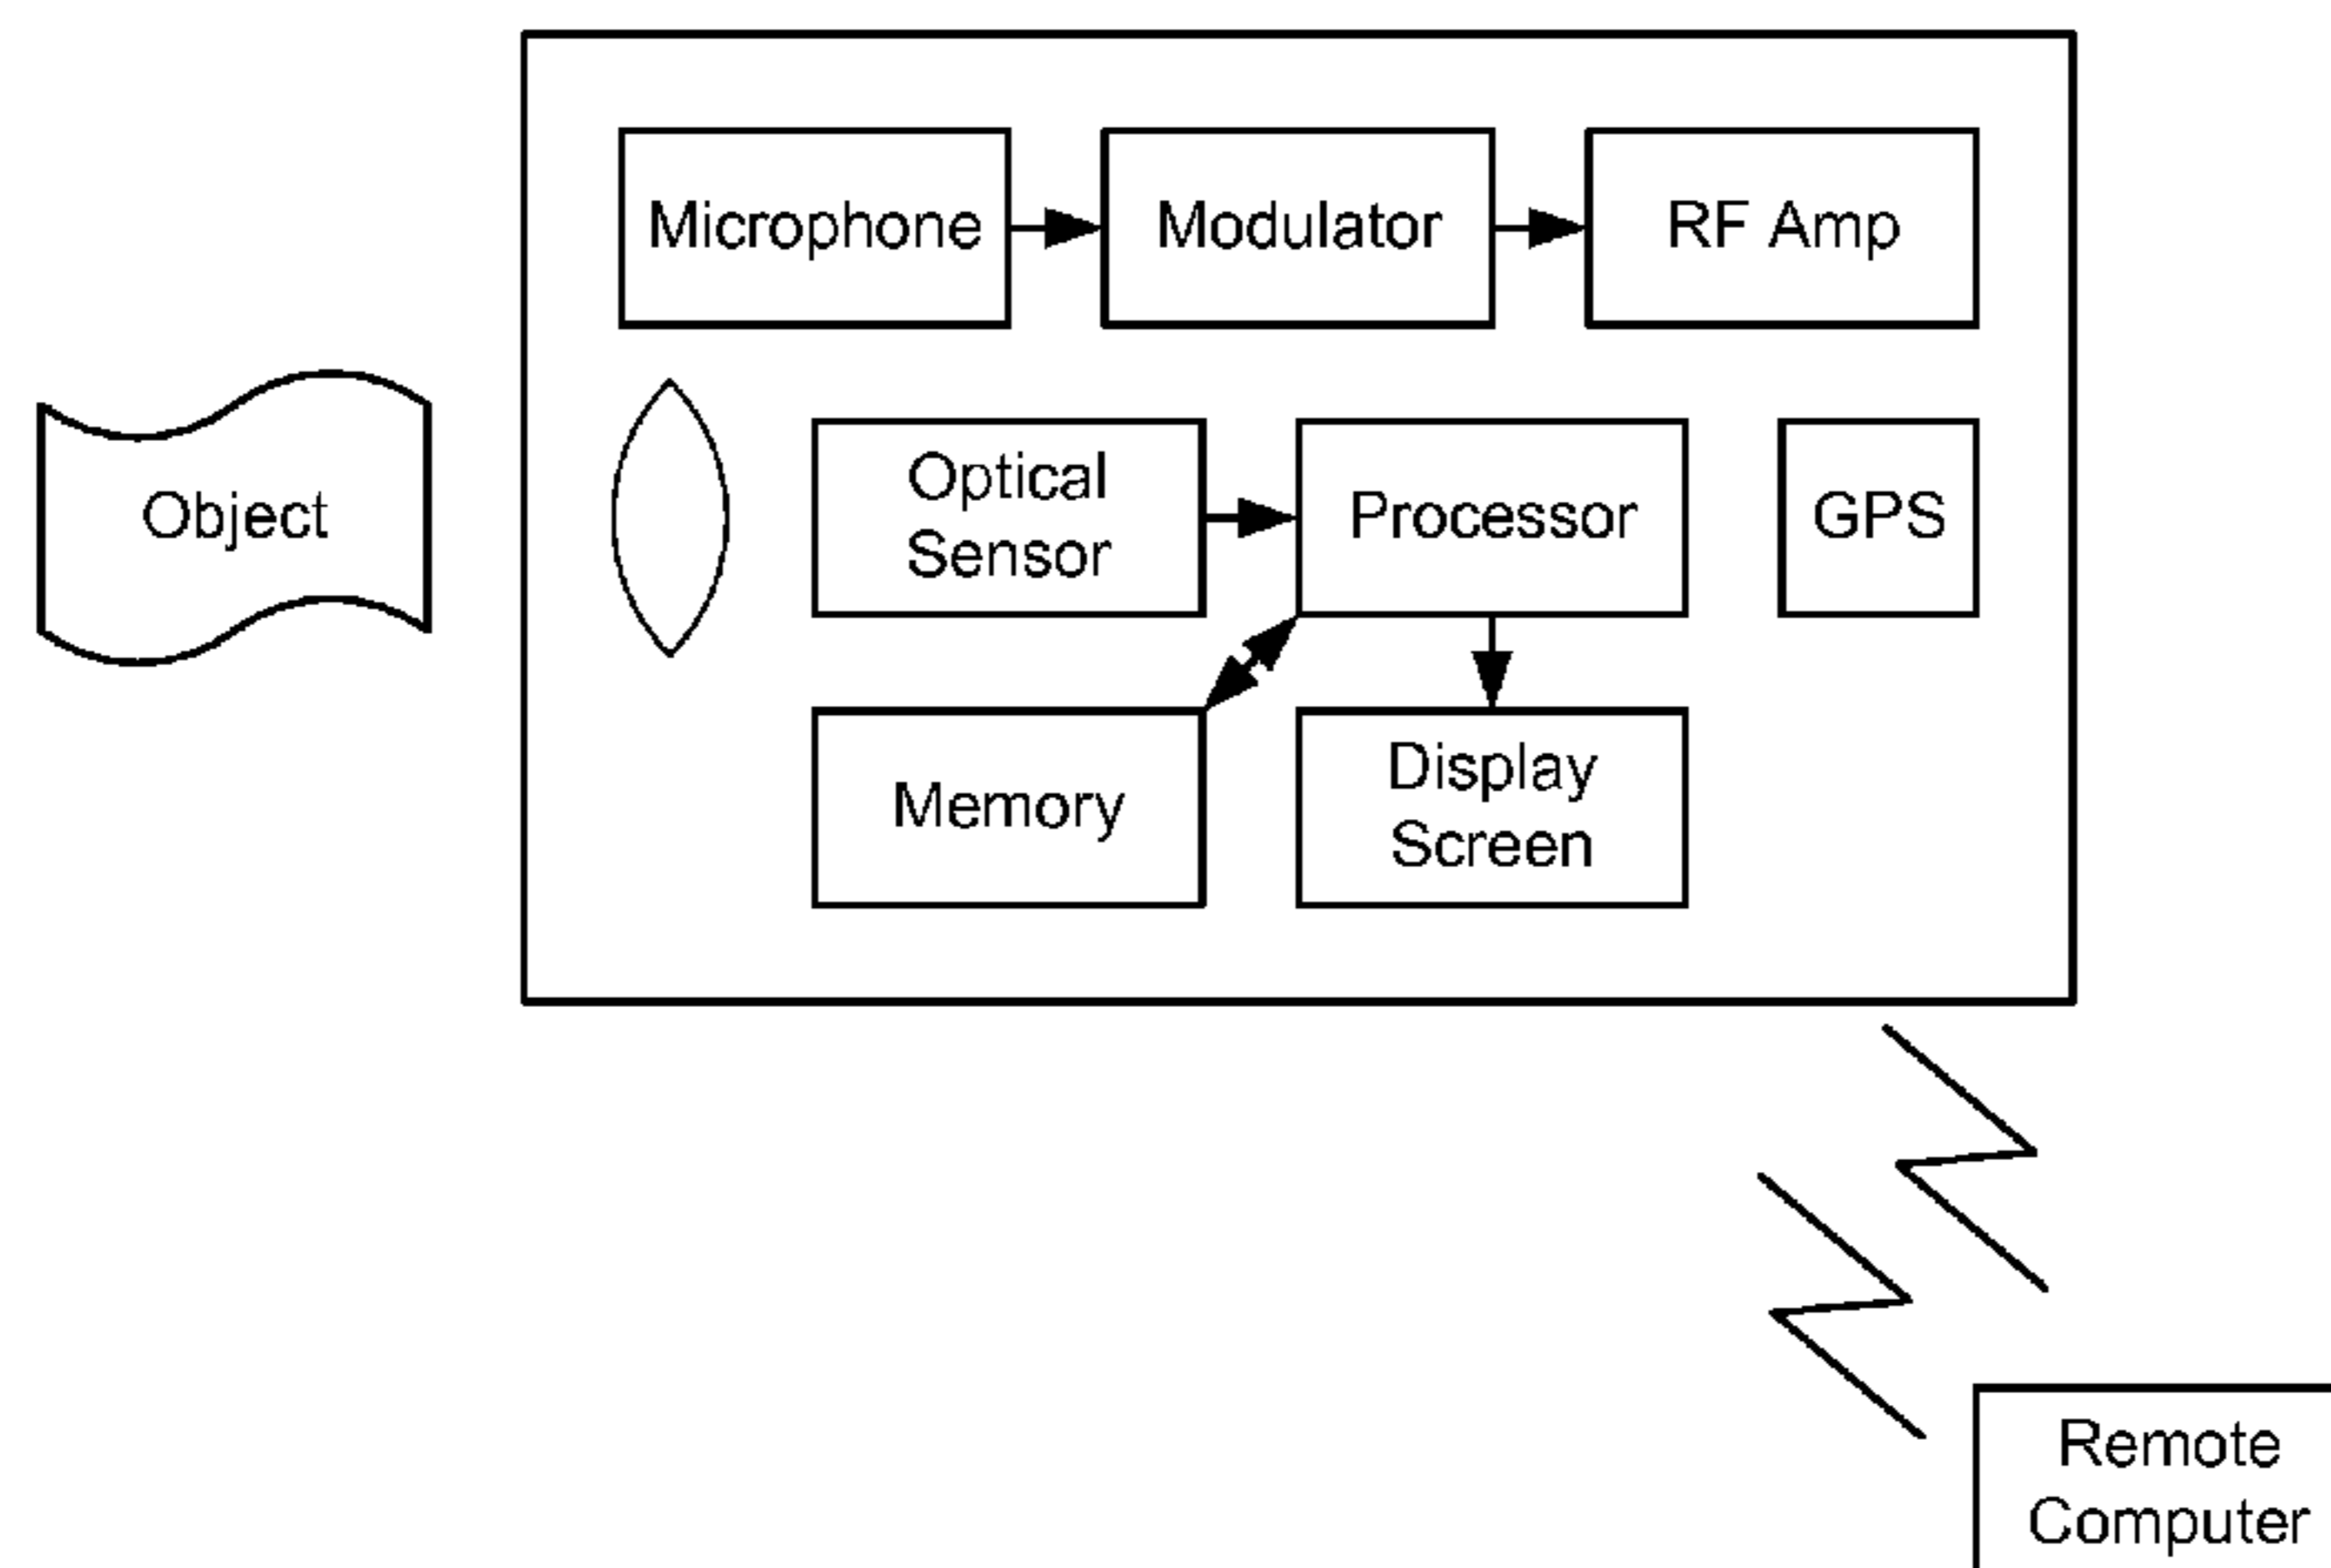 Microphone
Modulator
RF Amp
Object
Optical
Sensor
Processor
GPS
Memory
Display
Screen
Remote
Computer